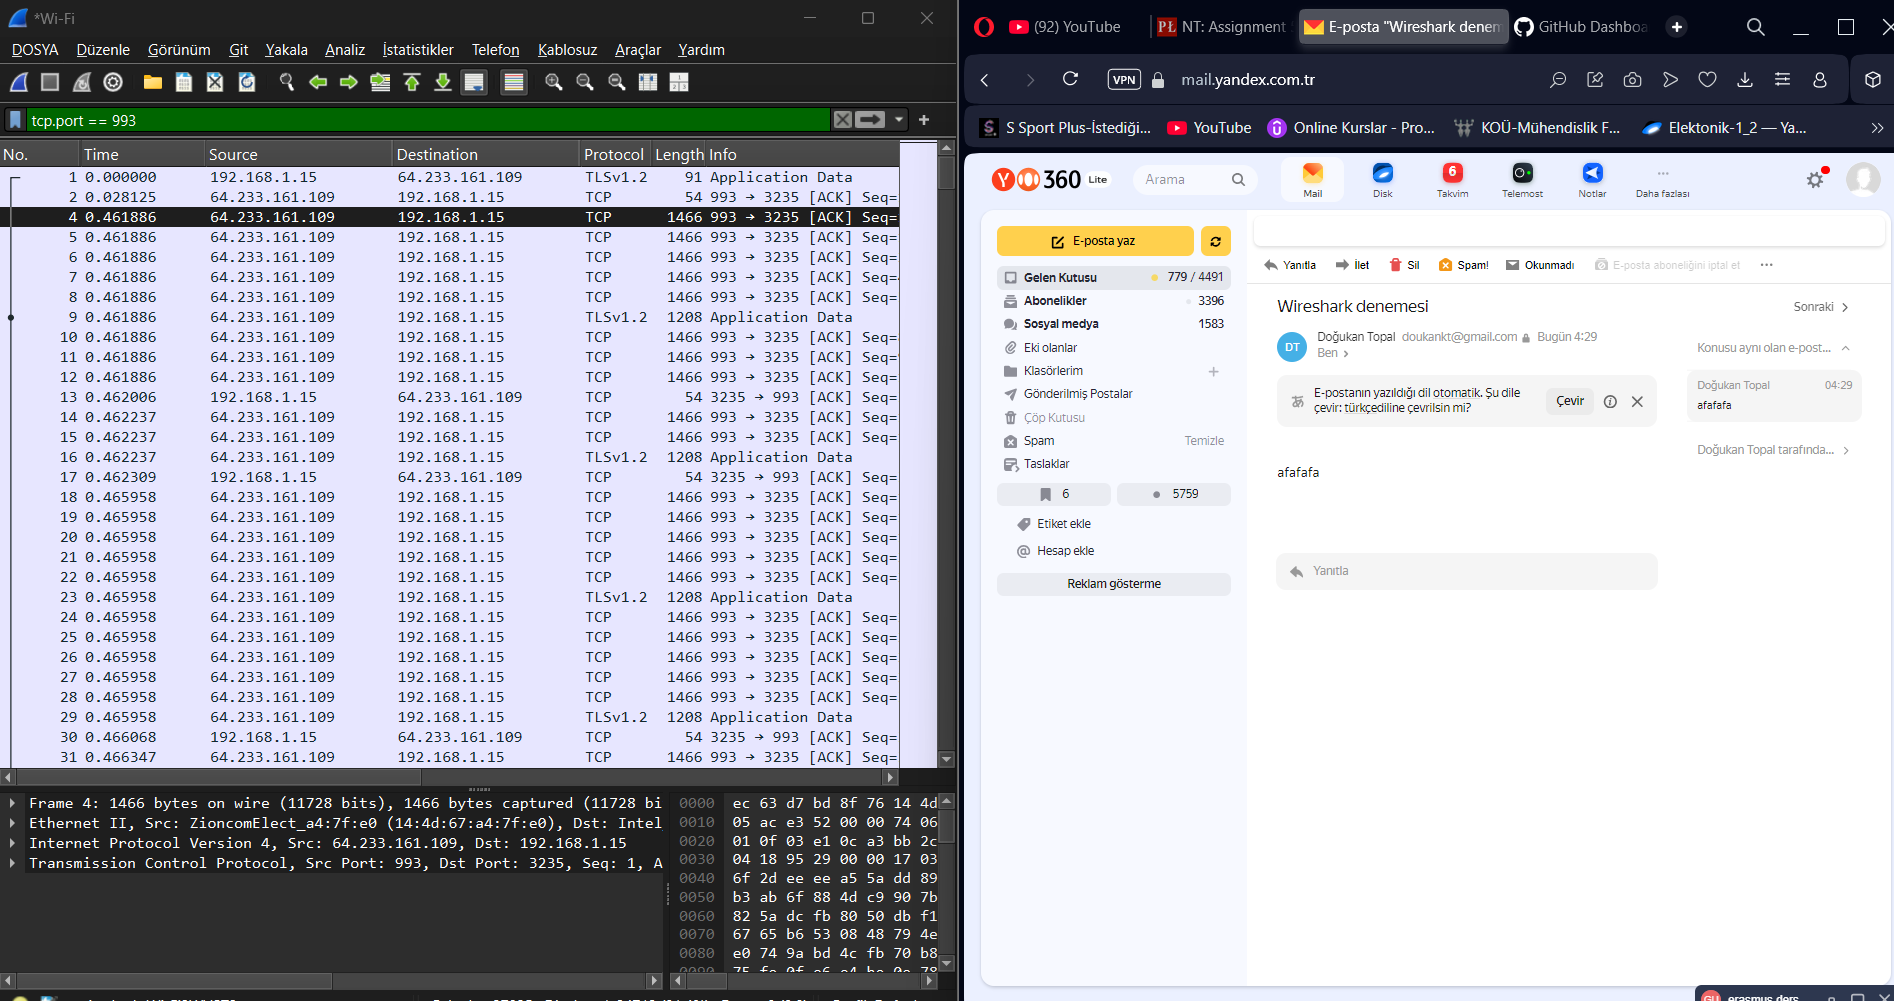 *Wi-Fi
DOSYA Düzenle Görünüm Git Yakala Analiz İstatistikler Telefon Kablosuz Araçlar Yardım
tcp.port == 993
No. Time Source Destination Protocol Length Info
1 0.000000 192.168.1.15 64.233.161.109 TLSv1.2 91 Application Data
2 0.028125 64.233.161.109 192.168.1.15 TCP 54 993 → 3235 [ACK] Seq=
4 0.461886 64.233.161.109 192.168.1.15 TCP 1466 993 → 3235 [ACK] Seq=
5 0.461886 64.233.161.109 192.168.1.15 TCP 1466 993 → 3235 [ACK] Seq=
6 0.461886 64.233.161.109 192.168.1.15 TCP 1466 993 → 3235 [ACK] Seq=
7 0.461886 64.233.161.109 192.168.1.15 TCP 1466 993 → 3235 [ACK] Seq=
8 0.461886 64.233.161.109 192.168.1.15 TCP 1466 993 → 3235 [ACK] Seq=
9 0.461886 64.233.161.109 192.168.1.15 TLSv1.2 1208 Application Data
10 0.461886 64.233.161.109 192.168.1.15 TCP 1466 993 → 3235 [ACK] Seq=
11 0.461886 64.233.161.109 192.168.1.15 TCP 1466 993 → 3235 [ACK] Seq=
12 0.461886 64.233.161.109 192.168.1.15 TCP 1466 993 → 3235 [ACK] Seq=
13 0.462006 192.168.1.15 64.233.161.109 TCP 54 3235 → 993 [ACK] Seq=
14 0.462237 64.233.161.109 192.168.1.15 TCP 1466 993 → 3235 [ACK] Seq=
15 0.462237 64.233.161.109 192.168.1.15 TCP 1466 993 → 3235 [ACK] Seq=
16 0.462237 64.233.161.109 192.168.1.15 TLSv1.2 1208 Application Data
17 0.462309 192.168.1.15 64.233.161.109 TCP 54 3235 → 993 [ACK] Seq=
18 0.465958 64.233.161.109 192.168.1.15 TCP 1466 993 → 3235 [ACK] Seq=
19 0.465958 64.233.161.109 192.168.1.15 TCP 1466 993 → 3235 [ACK] Seq=
20 0.465958 64.233.161.109 192.168.1.15 TCP 1466 993 → 3235 [ACK] Seq=
21 0.465958 64.233.161.109 192.168.1.15 TCP 1466 993 → 3235 [ACK] Seq=
22 0.465958 64.233.161.109 192.168.1.15 TCP 1466 993 → 3235 [ACK] Seq=
23 0.465958 64.233.161.109 192.168.1.15 TLSv1.2 1208 Application Data
24 0.465958 64.233.161.109 192.168.1.15 TCP 1466 993 → 3235 [ACK] Seq=
25 0.465958 64.233.161.109 192.168.1.15 TCP 1466 993 → 3235 [ACK] Seq=
26 0.465958 64.233.161.109 192.168.1.15 TCP 1466 993 → 3235 [ACK] Seq=
27 0.465958 64.233.161.109 192.168.1.15 TCP 1466 993 → 3235 [ACK] Seq=
28 0.465958 64.233.161.109 192.168.1.15 TCP 1466 993 → 3235 [ACK] Seq=
29 0.465958 64.233.161.109 192.168.1.15 TLSv1.2 1208 Application Data
30 0.466068 192.168.1.15 64.233.161.109 TCP 54 3235 → 993 [ACK] Seq=
31 0.466347 64.233.161.109 192.168.1.15 TCP 1466 993 → 3235 [ACK] Seq=
Frame 4: 1466 bytes on wire (11728 bits), 1466 bytes captured (11728 bi
Ethernet II, Src: ZioncomElect_a4:7f:e0 (14:4d:67:a4:7f:e0), Dst: Intel
Internet Protocol Version 4, Src: 64.233.161.109, Dst: 192.168.1.15
Transmission Control Protocol, Src Port: 993, Dst Port: 3235, Seq: 1, A
0000 ec 63 d7 bd 8f 76 14 4d
0010 05 ac e3 52 00 00 74 06
0020 01 0f 03 e1 0c a3 bb 2c
0030 04 18 95 29 00 00 17 03
0040 6f 2d ee ee a5 5a dd 89
0050 b3 ab 6f 88 4d c9 90 7b
0060 82 5a dc fb 80 50 db f1
0070 67 65 b6 53 08 48 79 4e
0080 e0 74 9a bd 4c fb 70 b8
(92) YouTube
NT: Assignment
E-posta "Wireshark denem
GitHub Dashboa
VPN mail.yandex.com.tr
S Sport Plus-İstediği... YouTube Online Kurslar - Pro... KOÜ-Mühendislik F... Elektonik-1_2 — Ya...
Y 360 Lite
Arama
6
Mail Disk Takvim Telemost Notlar Daha fazlası
E-posta yaz
Gelen Kutusu 779 / 4491
Abonelikler 3396
Sosyal medya 1583
Eki olanlar
Klasörlerim
Gönderilmiş Postalar
Çöp Kutusu
Spam Temizle
Taslaklar
6 5759
Etiket ekle
Hesap ekle
Reklam gösterme
Yanıtla İlet Sil Spam! Okunmadı E-posta aboneliğini iptal et
Wireshark denemesi
Sonraki
DT
Doğukan Topal doukankt@gmail.com Bugün 4:29
Ben
Konusu aynı olan e-post...
E-postanın yazıldığı dil otomatik. Şu dile
çevir: türkçediline çevrilsin mi?
Çevir
Doğukan Topal 04:29
afafafa
Doğukan Topal tarafında...
afafafa
Yanıtla
GU erasmus ders